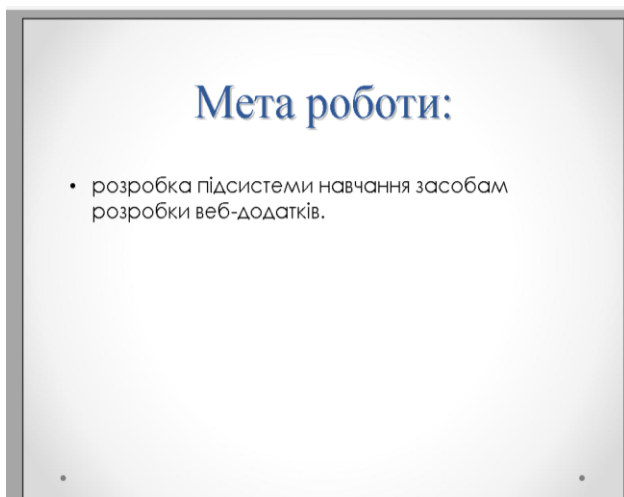 Мета роботи:
• розробка підсистеми навчання засобам
розробки веб-додатків.